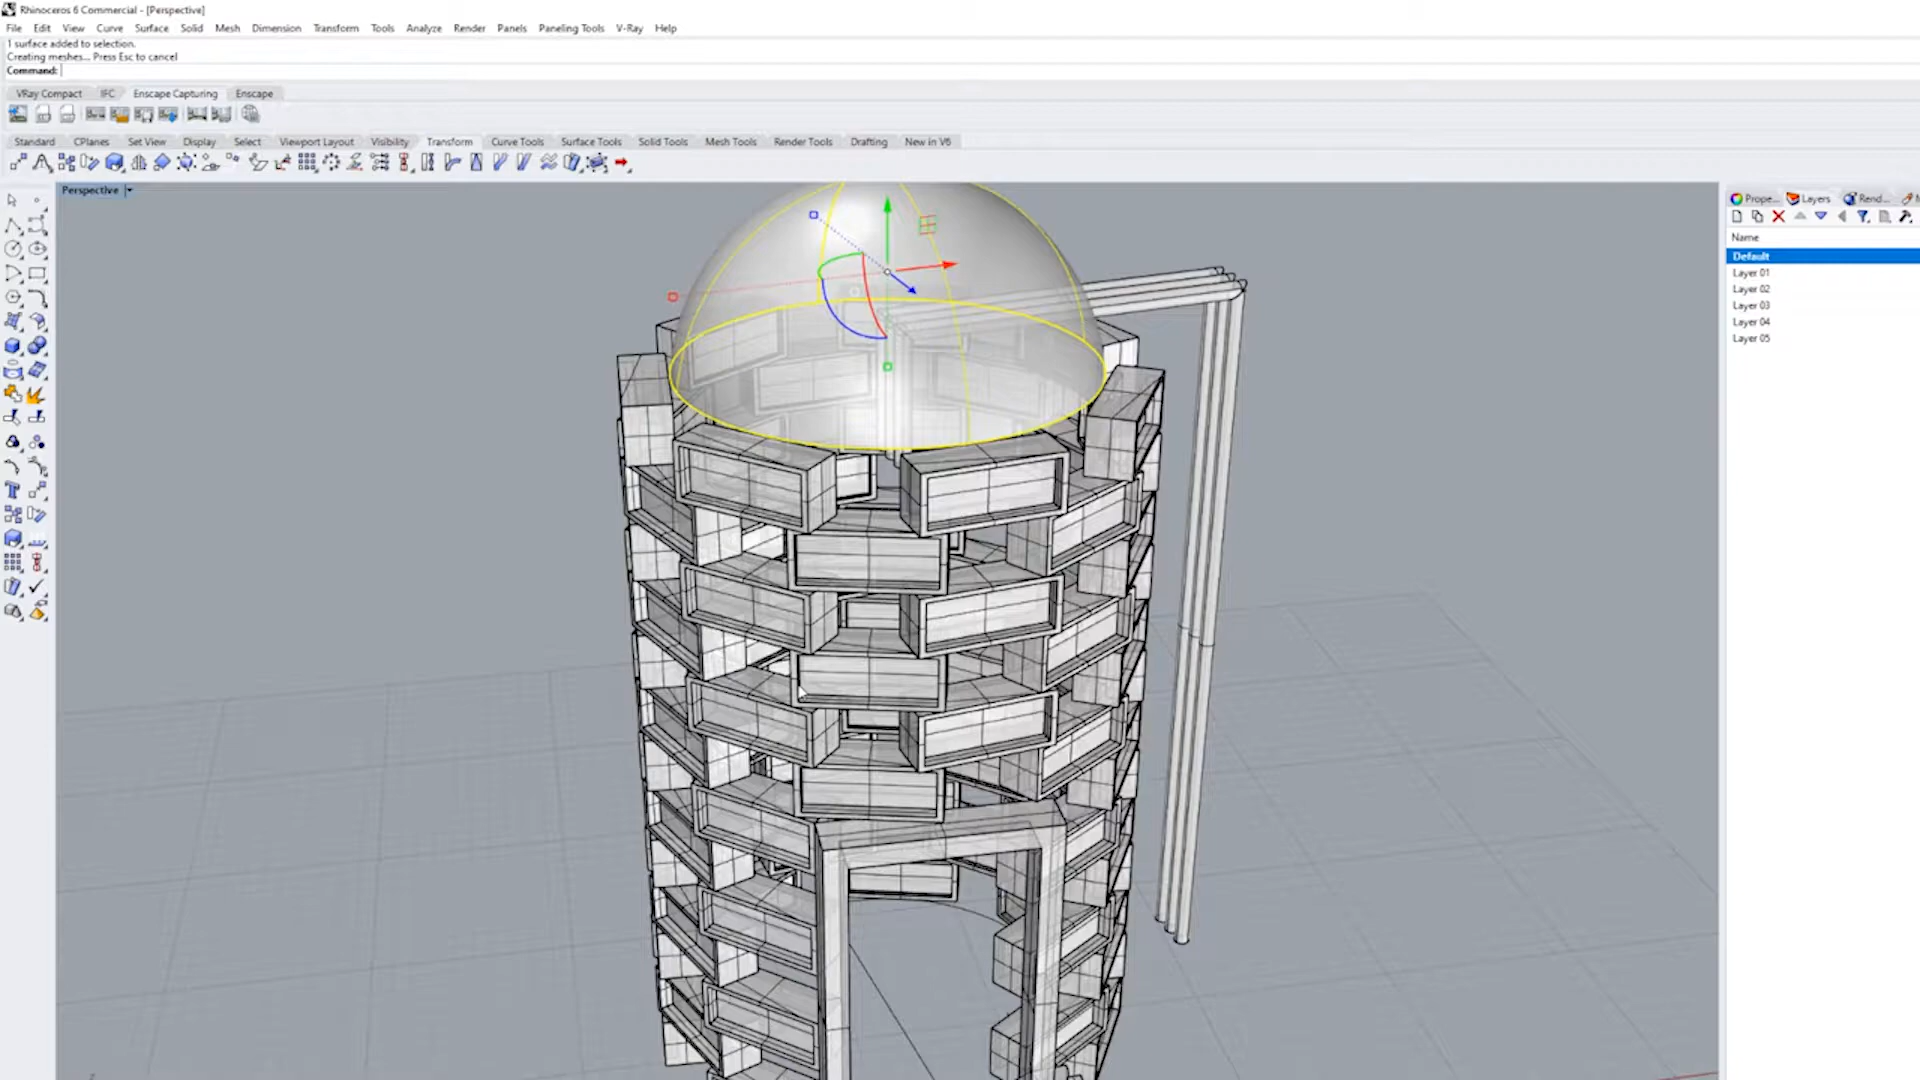 Rhinoceros 6 Commercial - [Perspective]
File Edit View Curve Surface Solid Mesh Dimension Transform Tools Analyze Render Panels Paneling Tools V-Ray Help
1 surface added to selection.
Creating meshes... Press Esc to cancel
Command:
VRay Compact IFC Enscape Capturing Enscape
Standard CPlanes Set View Display Select Viewport Layout Visibility Transform Curve Tools Surface Tools Solid Tools Mesh Tools Render Tools Drafting New in V6
Perspective
Prope... Layers Rend...
Name
Default
Layer 01
Layer 02
Layer 03
Layer 04
Layer 05